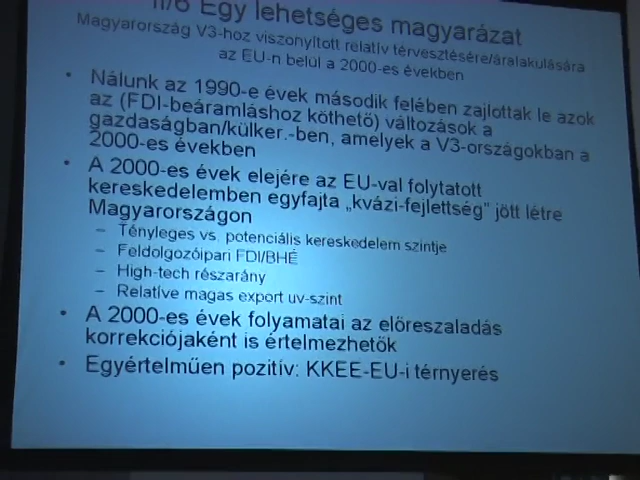 II/6 Egy lehetséges magyarázat
Magyarország V3-hoz viszonyított relatív térvesztésére/áralakulására
az EU-n belül a 2000-es években
• Nálunk az 1990-e évek második felében zajlottak le azok
az (FDI-beáramláshoz köthető) változások a
gazdaságban/külker.-ben, amelyek a V3-országokban a
2000-es években
• A 2000-es évek elejére az EU-val folytatott
kereskedelemben egyfajta „kvázi-fejlettség" jött létre
Magyarországon
– Tényleges vs. potenciális kereskedelem szintje
– Feldolgozóipari FDI/BHÉ
– High-tech részarány
– Relatíve magas export uv-szint
• A 2000-es évek folyamatai az előreszaladás
korrekciójaként is értelmezhetők
• Egyértelműen pozitív: KKEE-EU-i térnyerés